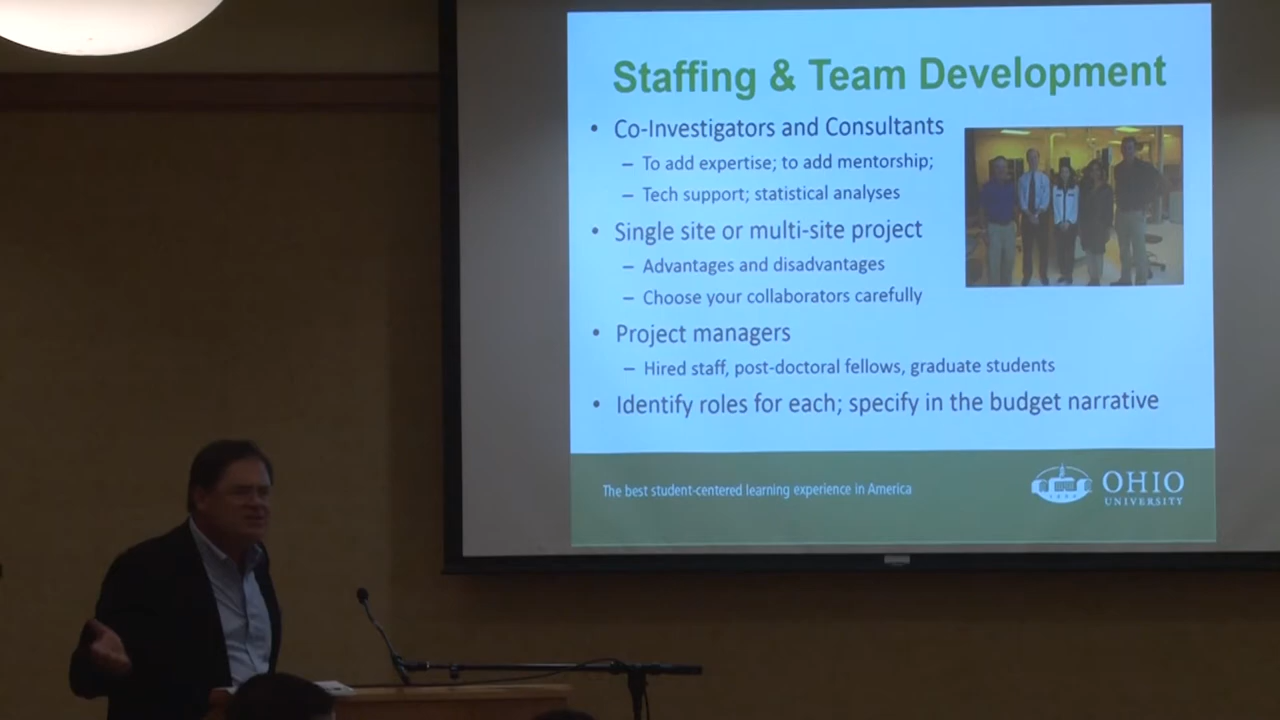 Staffing & Team Development
• Co-Investigators and Consultants
– To add expertise; to add mentorship;
– Tech support; statistical analyses
• Single site or multi-site project
– Advantages and disadvantages
– Choose your collaborators carefully
• Project managers
– Hired staff, post-doctoral fellows, graduate students
• Identify roles for each; specify in the budget narrative
The best student-centered learning experience in America
OHIO
UNIVERSITY